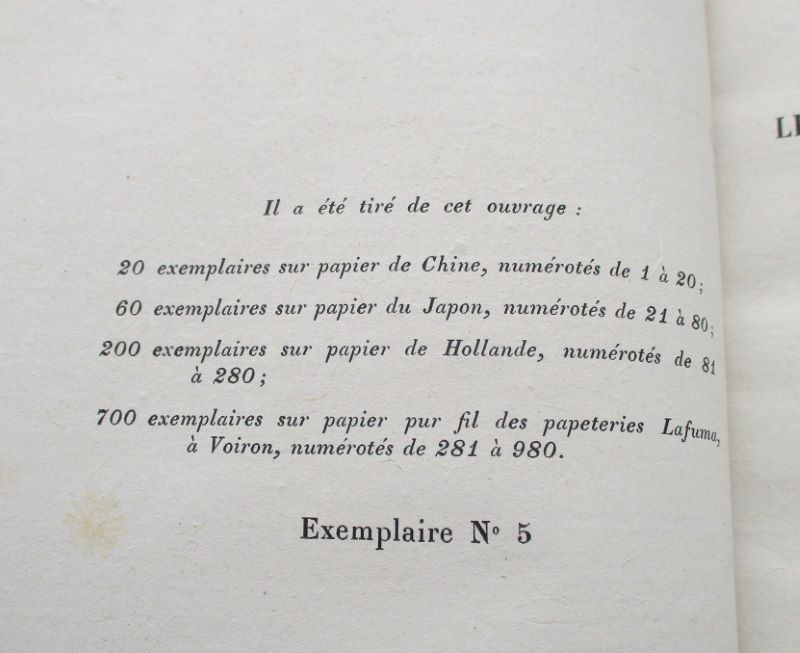 Il a été tiré de cet ouvrage :
20 exemplaires sur papier de Chine, numérotés de 1 à 20;
60 exemplaires sur papier du Japon, numérotés de 21 à 80;
200 exemplaires sur papier de Hollande, numérotés de 81
à 280;
700 exemplaires sur papier pur fil des papeteries Lafuma,
à Voiron, numérotés de 281 à 980.
Exemplaire Nº 5